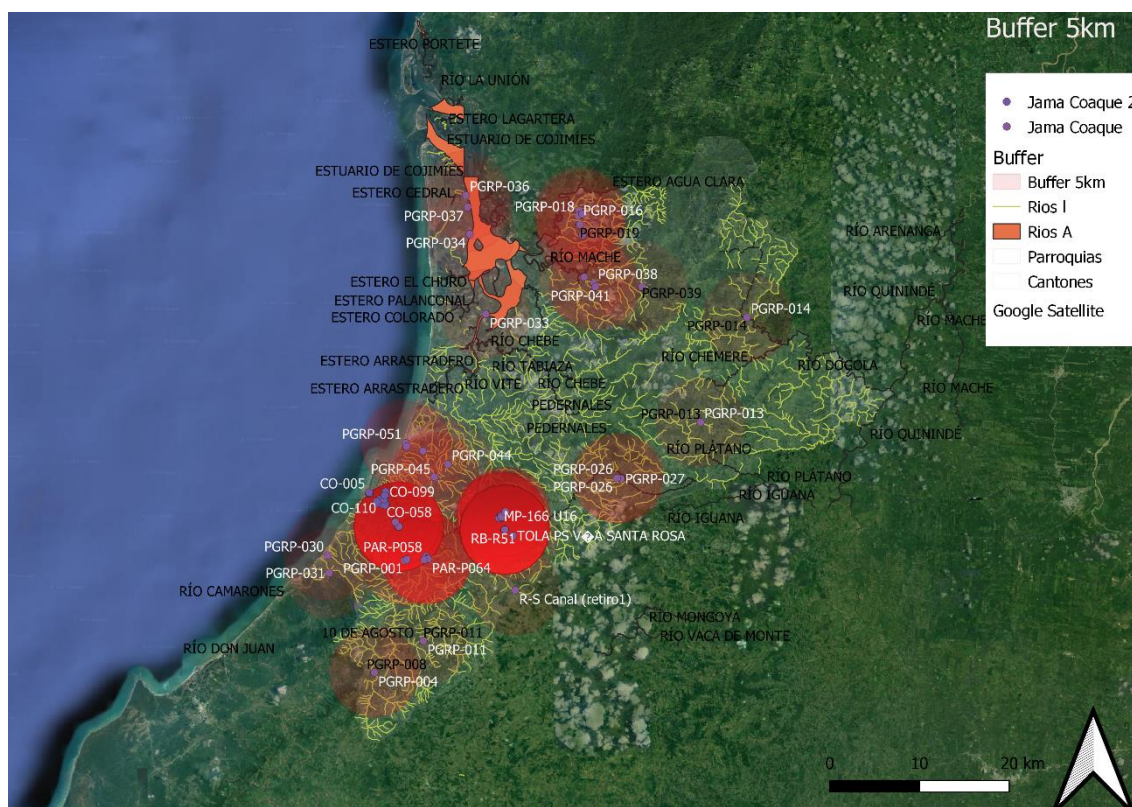 Buffer 5km
Jama Coaque 2
Jama Coaque
Buffer
Buffer 5km
Rios l
Rios A
Parroquias
Cantones
Google Satellite
ESTERO PORTETE
RÍO LA UNIÓN
ESTERO LAGARTERA
ESTUARIO DE COJIMÍES
ESTUARIO DE COJIMÍES
ESTERO CEDRAL
PGRP-036
PGRP-037
PGRP-034
ESTERO AGUA CLARA
PGRP-018
PGRP-016
PGRP-019
RÍO MACHE
PGRP-038
PGRP-041
PGRP-039
RÍO ARENANGA
RÍO QUININDÉ
RÍO MACHE
ESTERO EL CHURO
ESTERO PALANCONAL
ESTERO COLORADO
PGRP-033
PGRP-014
PGRP-014
RÍO CHEBE
ESTERO ARRASTRADERO
RÍO TABIAZA
RÍO CHEMERE
RÍO DÓGOLA
ESTERO ARRASTRADERO
RÍO VITE
RÍO CHEBE
RÍO MACHE
PEDERNALES
PEDERNALES
PGRP-013
PGRP-013
RÍO QUININDÉ
PGRP-051
PGRP-044
PGRP-045
RÍO PLÁTANO
RÍO PLÁTANO
PGRP-026
PGRP-027
PGRP-026
RÍO IGUANA
RÍO IGUANA
CO-005
CO-099
CO-110
CO-058
MP-166 U16
RB-R51
TOLA PS V�A SANTA ROSA
PAR-P058
PGRP-030
PGRP-031
PGRP-001
PAR-P064
RÍO CAMARONES
R-S Canal (retiro1)
RÍO MONGOYA
RÍO VACA DE MONTE
10 DE AGOSTO
PGRP-011
PGRP-011
RÍO DON JUAN
PGRP-008
PGRP-004
0 10 20 km